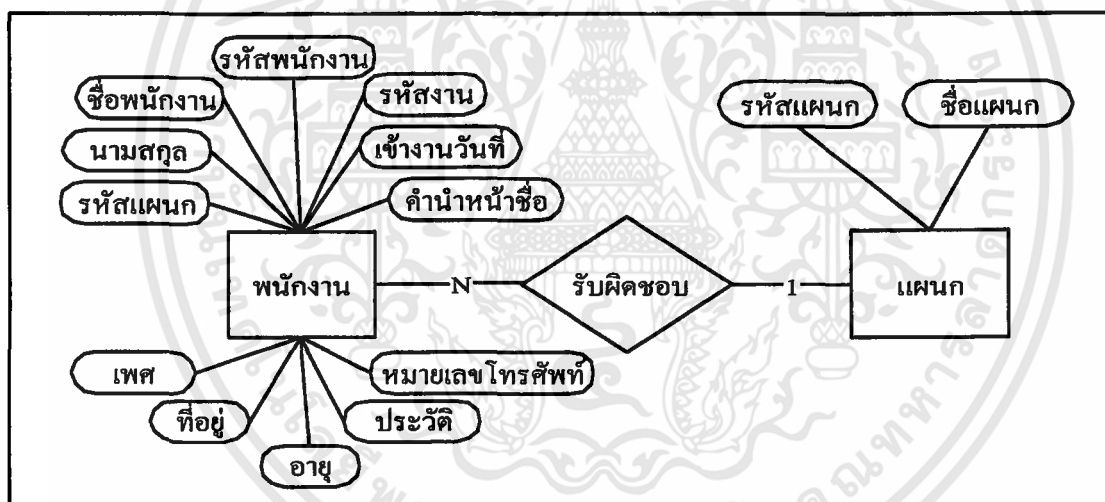 รหัสพนักงาน
ชื่อพนักงาน
รหัสงาน
นามสกุล
เข้างานวันที่
รหัสแผนก
คำนำหน้าชื่อ
รหัสแผนก
ชื่อแผนก
พนักงาน
N
รับผิดชอบ
1
แผนก
เพศ
หมายเลขโทรศัพท์
ที่อยู่
ประวัติ
อายุ